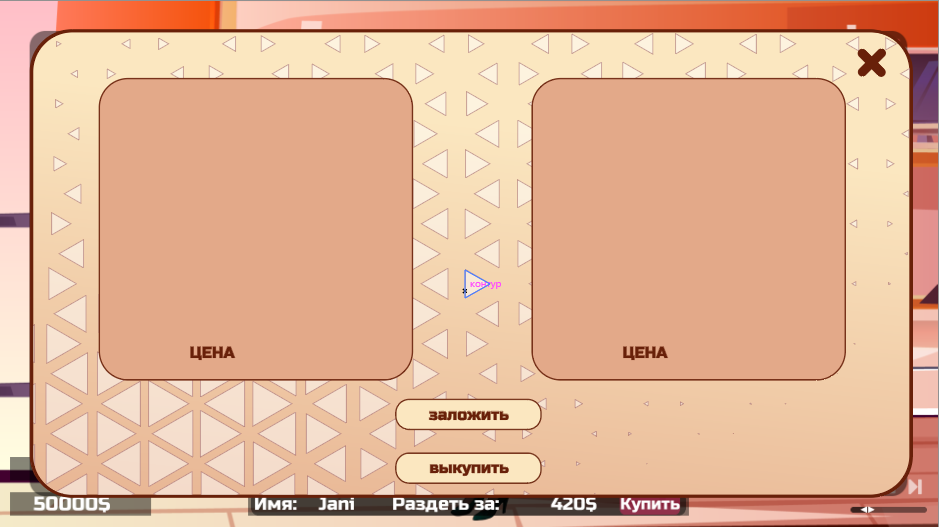 контур
ЦЕНА
ЦЕНА
заложить
выкупить
50000$
Имя: Jani Раздеть за: 420$ Купить